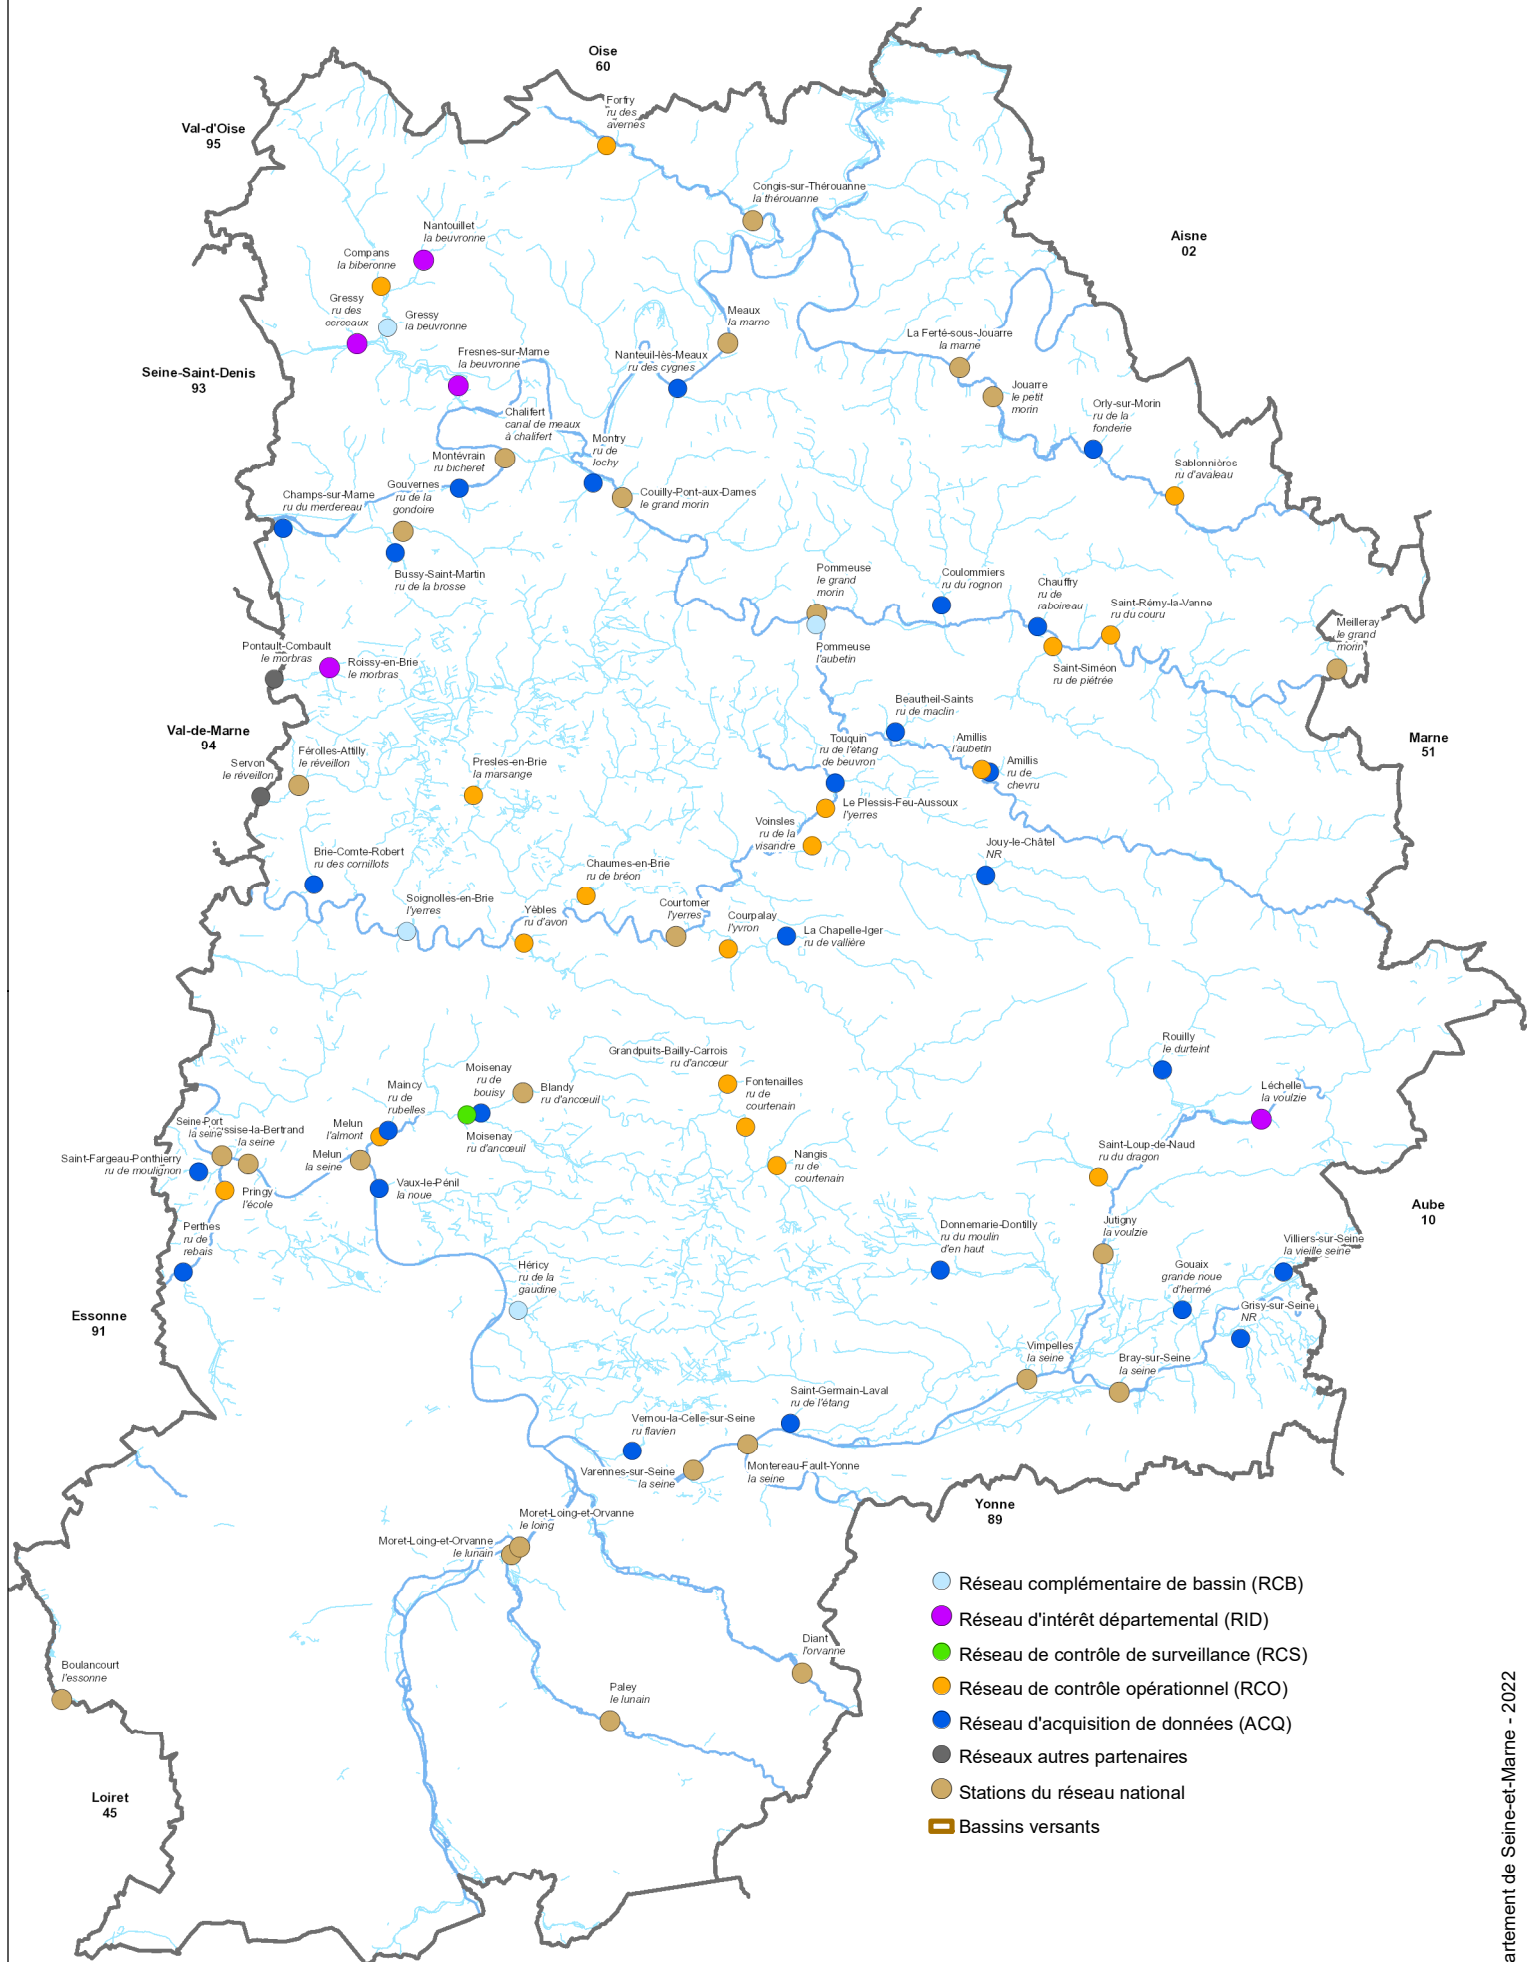 Oise
60
Forfry
ru des
avernes
Val-d'Oise
95
Congis-sur-Thérouanne
la thérouanne
Nantouillet
la beuvronne
Aisne
02
Compans
la biberonne
Gressy
ru des
cerceaux
Gressy
la beuvronne
Meaux
la marne
La Ferté-sous-Jouarre
la marne
Fresnes-sur-Marne
la beuvronne
Nanteuil-lès-Meaux
ru des cygnes
Seine-Saint-Denis
93
Jouarre
le petit
morin
Orly-sur-Morin
ru de la
fonderie
Chalifert
canal de meaux
à chalifert
Montry
ru de
lochy
Montévrain
ru bicheret
Sablonnières
ru d'avaleau
Gouvernes
ru de la
gondoire
Couilly-Pont-aux-Dames
le grand morin
Champs-sur-Marne
ru du merdereau
Bussy-Saint-Martin
ru de la brosse
Pommeuse
le grand
morin
Coulommiers
ru du rognon
Chauffry
ru de
raboireau
Saint-Rémy-la-Vanne
ru du couru
Meilleray
le grand
morin
Pommeuse
l'aubetin
Pontault-Combault
le morbras
Roissy-en-Brie
le morbras
Saint-Siméon
ru de piétrée
Beautheil-Saints
ru de maclin
Val-de-Marne
94
Marne
51
Touquin
ru de l'étang
de beuvron
Amillis
l'aubetin
Amillis
ru de
chevru
Férolles-Attilly
le réveillon
Servon
le réveillon
Presles-en-Brie
la marsange
Le Plessis-Feu-Aussoux
l'yerres
Voinsles
ru de la
visandre
Jouy-le-Châtel
NR
Brie-Comte-Robert
ru des cornillots
Chaumes-en-Brie
ru de bréon
Soignolles-en-Brie
l'yerres
Yèbles
ru d'avon
Courtomer
l'yerres
Courpalay
l'yvron
La Chapelle-Iger
ru de vallière
Rouilly
le durteint
Grandpuits-Bailly-Carrois
ru d'ancœur
Moisenay
ru de
bouisy
Maincy
ru de
rubelles
Blandy
ru d'ancœuil
Fontenailles
ru de
courtenain
Léchelle
la voulzie
Seine-Port
la seine
issise-la-Bertrand
la seine
Melun
l'almont
Moisenay
ru d'ancœuil
Saint-Loup-de-Naud
ru du dragon
Saint-Fargeau-Ponthierry
ru de moulignon
Melun
la seine
Nangis
ru de
courtenain
Pringy
l'école
Vaux-le-Pénil
la noue
Aube
10
Perthes
ru de
rebais
Donnemarie-Dontilly
ru du moulin
d'en haut
Jutigny
la voulzie
Villiers-sur-Seine
la vieille seine
Héricy
ru de la
gaudine
Gouaix
grande noue
d'hermé
Essonne
91
Grisy-sur-Seine
NR
Vimpelles
la seine
Bray-sur-Seine
la seine
Saint-Germain-Laval
ru de l'étang
Vernou-la-Celle-sur-Seine
ru flavien
Varennes-sur-Seine
la seine
Montereau-Fault-Yonne
la seine
Yonne
89
Moret-Loing-et-Orvanne
le loing
Moret-Loing-et-Orvanne
le lunain
Diant
l'orvanne
Boulancourt
l'essonne
Paley
le lunain
Loiret
45
Réseau complémentaire de bassin (RCB)
Réseau d'intérêt départemental (RID)
Réseau de contrôle de surveillance (RCS)
Réseau de contrôle opérationnel (RCO)
Réseau d'acquisition de données (ACQ)
Réseaux autres partenaires
Stations du réseau national
Bassins versants
artement de Seine-et-Marne - 2022